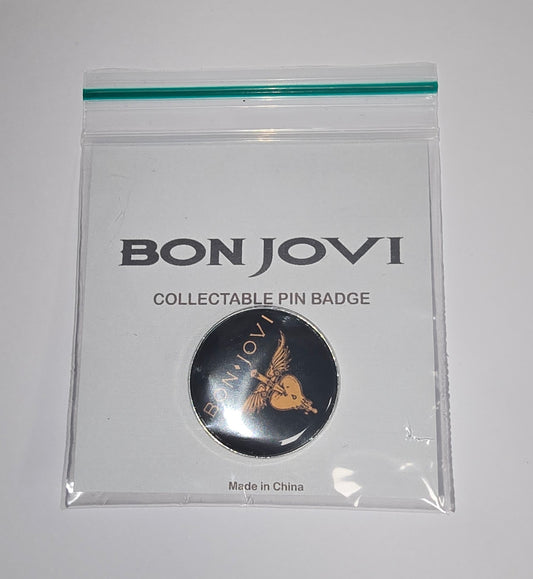 BON JOVI
COLLECTABLE PIN BADGE
BON JOVI
Made in China